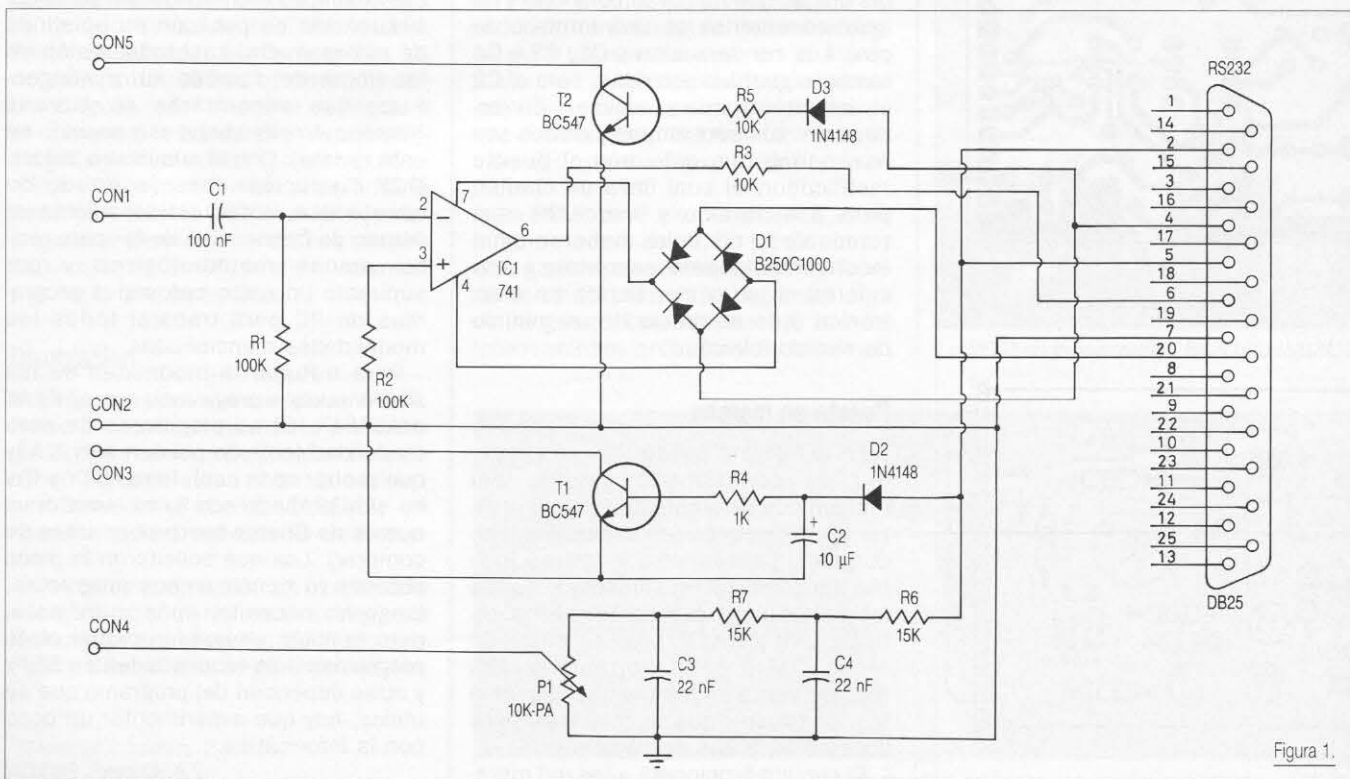 CON5
CON1
C1
100 nF
R1
100K
R2
100K
CON2
CON3
CON4
T2
BC547
R5
10K
D3
1N4148
R3
10K
2
7
3
+
4
6
IC1
741
D1
B250C1000
T1
BC547
R4
1K
D2
1N4148
C2
+
10 µF
R7
15K
R6
15K
P1
10K-PA
C3
22 nF
C4
22 nF
RS232
1
14
2
15
3
16
4
17
5
18
6
19
7
20
8
21
9
22
10
23
11
24
12
25
13
DB25
Figura 1.